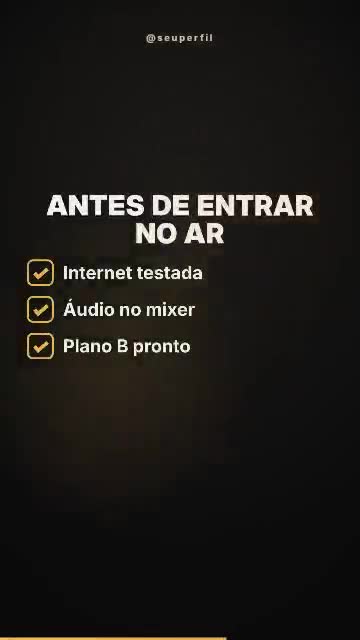 @seuperfil
ANTES DE ENTRAR
NO AR
Internet testada
Áudio no mixer
Plano B pronto